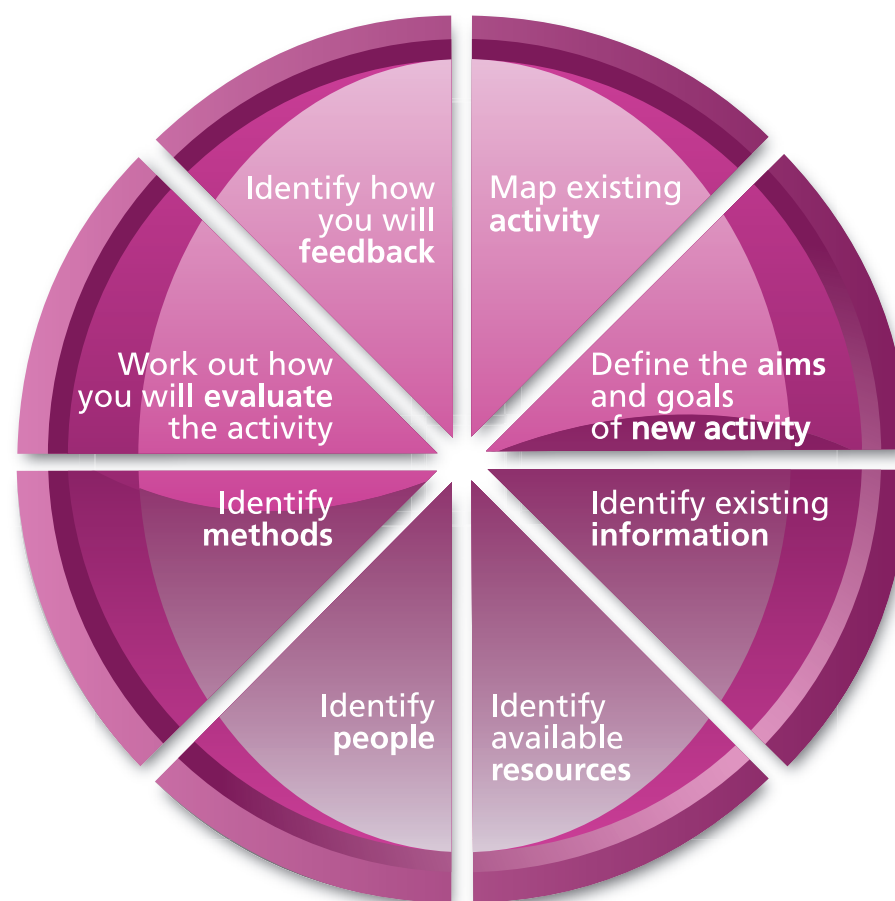 Map existing
activity
Define the aims
and goals
of new activity
Identify existing
information
Identify
available
resources
Identify
people
Identify
methods
Work out how
you will evaluate
the activity
Identify how
you will
feedback